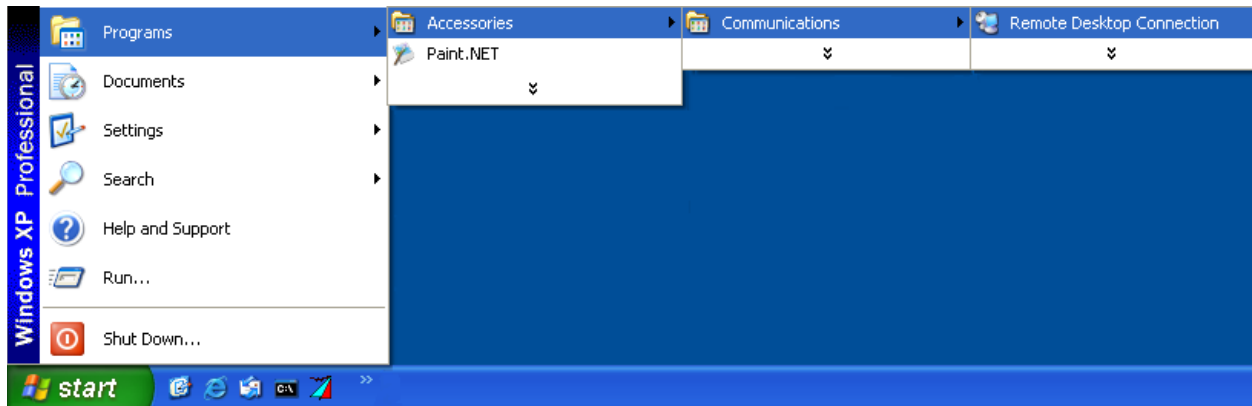 Programs
Accessories
Communications
Remote Desktop Connection
Paint.NET
Documents
Settings
Search
Help and Support
Run...
Shut Down...
Windows XP Professional
start
C:\